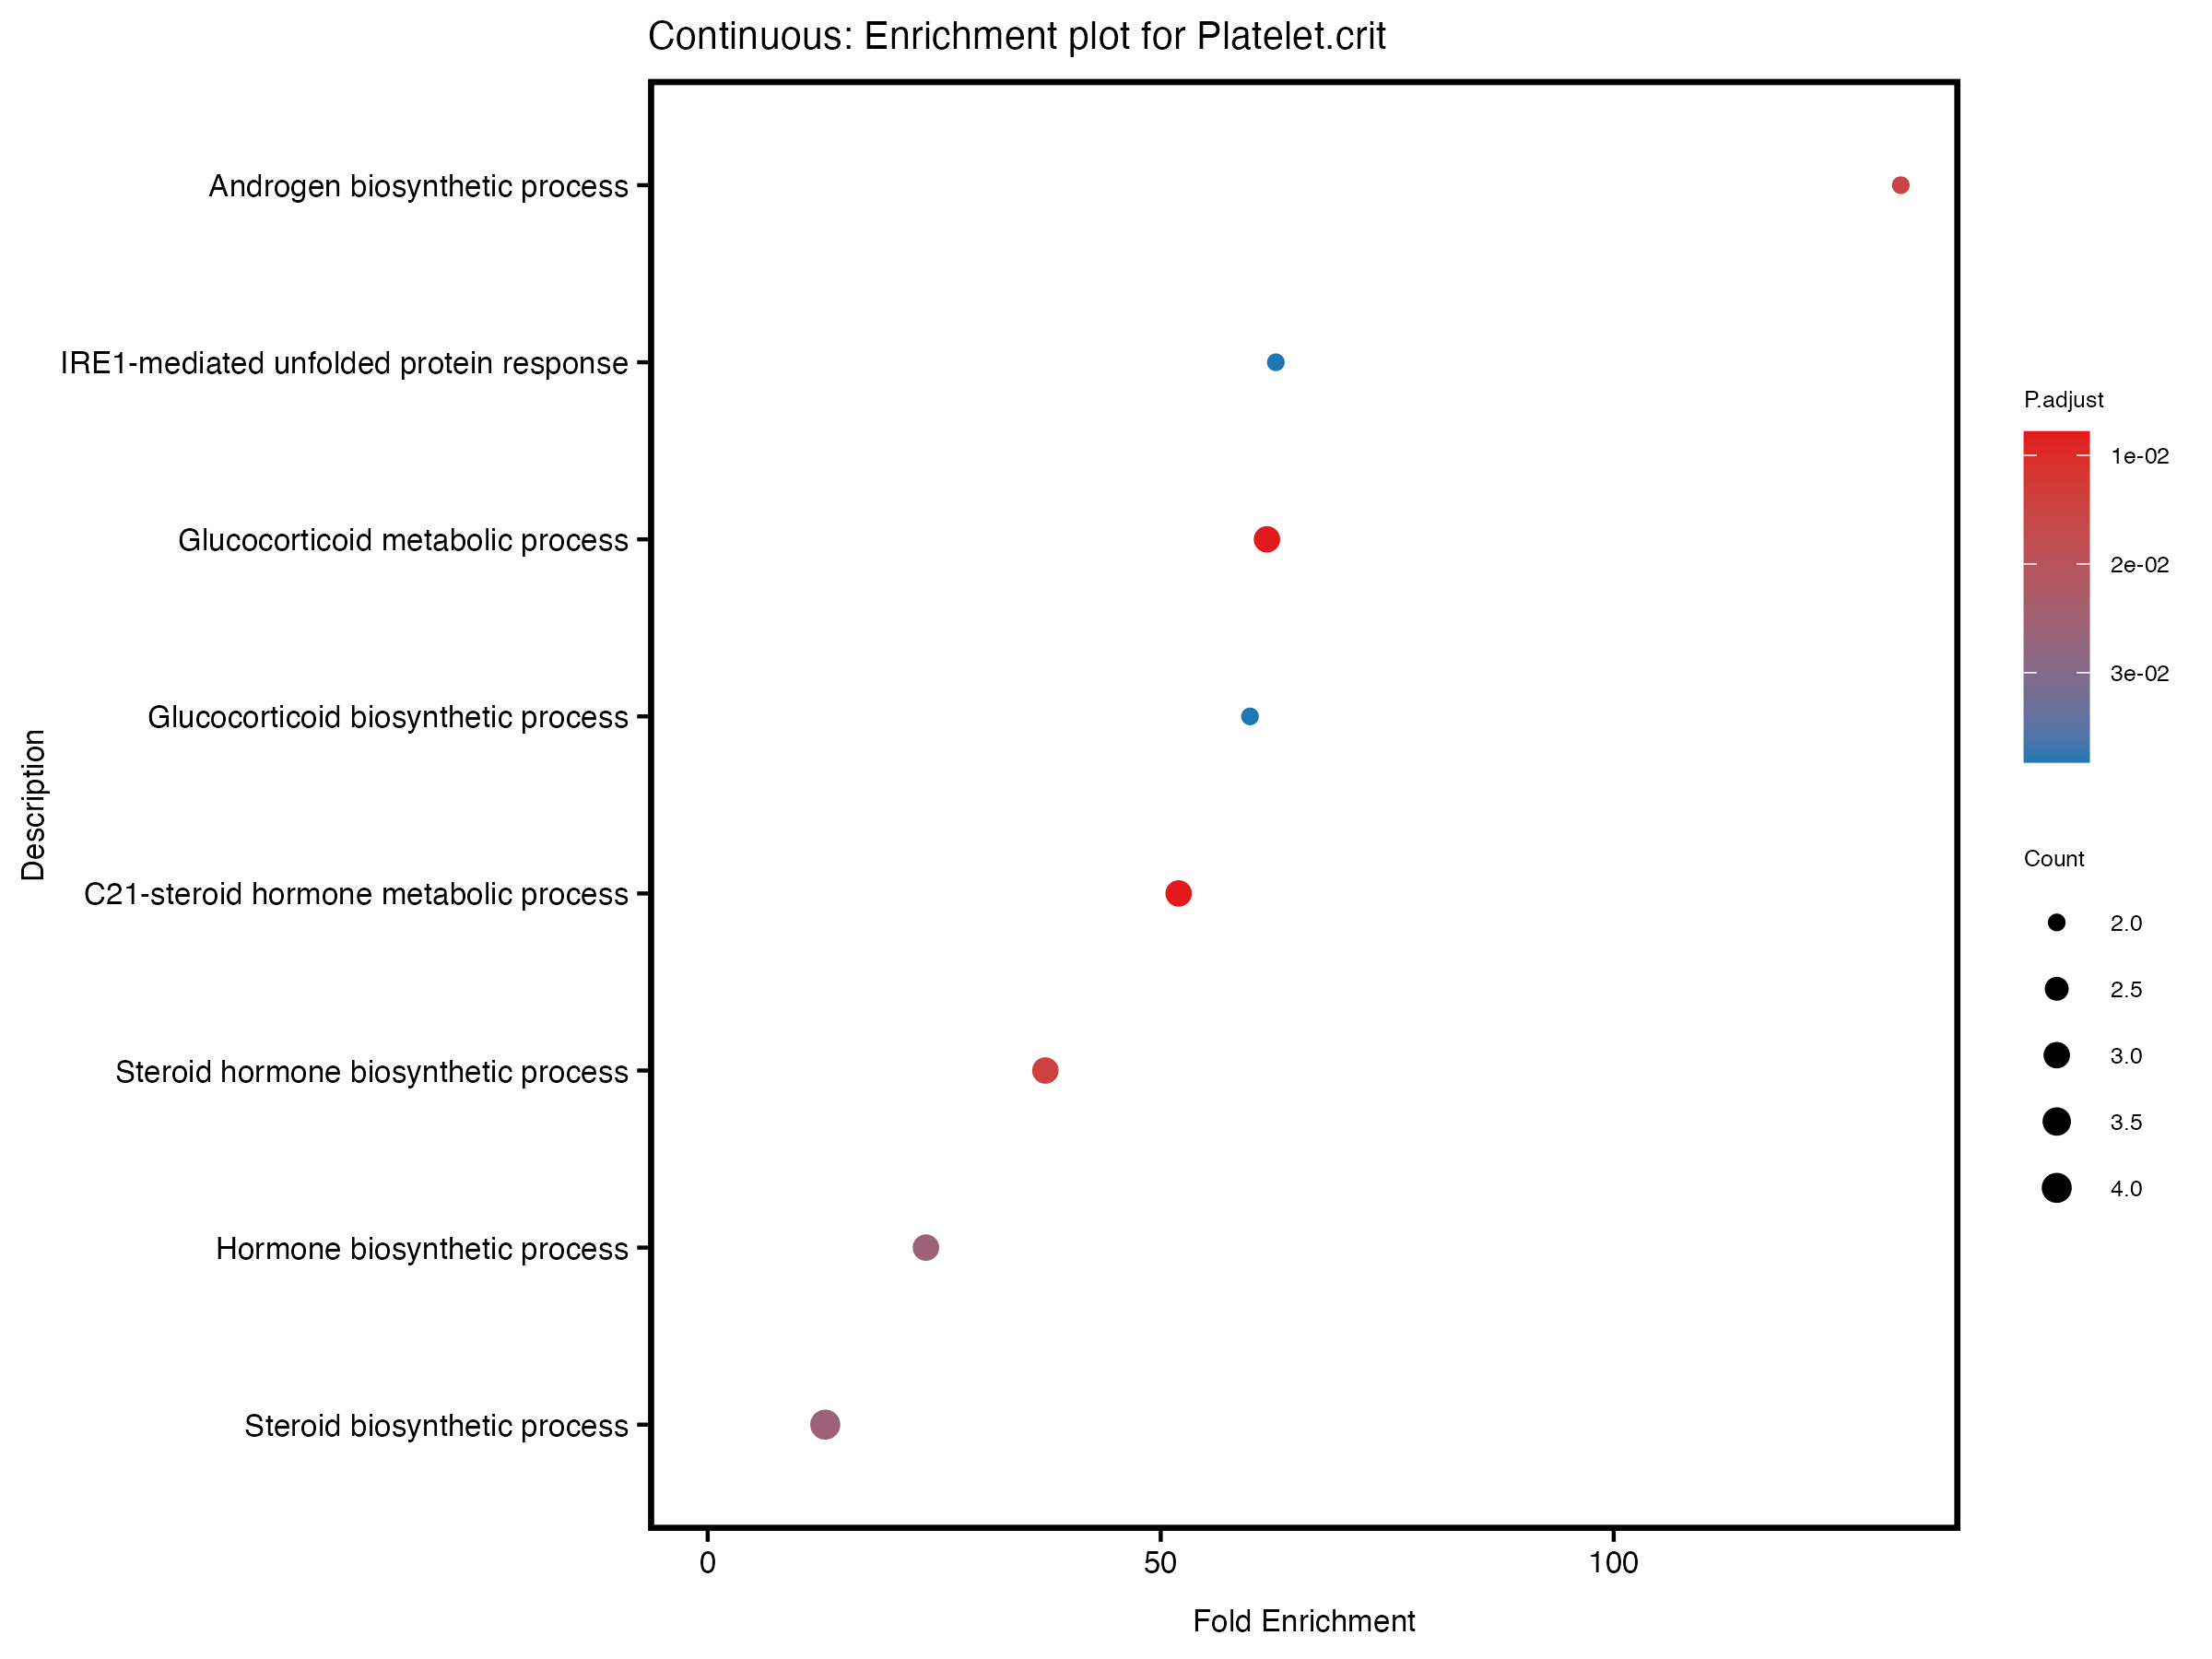 Continuous: Enrichment plot for Platelet.crit
Androgen biosynthetic process
IRE1-mediated unfolded protein response
Glucocorticoid metabolic process
Glucocorticoid biosynthetic process
C21-steroid hormone metabolic process
Steroid hormone biosynthetic process
Hormone biosynthetic process
Steroid biosynthetic process
Description
0 50 100
Fold Enrichment
P.adjust
1e-02
2e-02
3e-02
Count
2.0
2.5
3.0
3.5
4.0